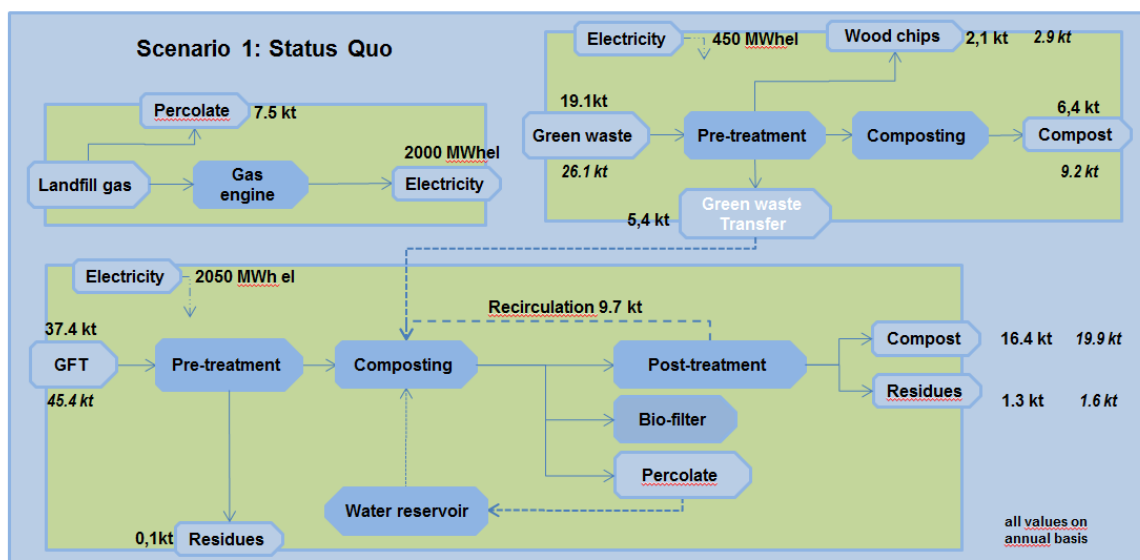 Scenario 1: Status Quo
Percolate
7.5 kt
Landfill gas
Gas
engine
2000 MWhel
Electricity
Electricity
450 MWhel
Wood chips
2,1 kt
2.9 kt
19.1kt
Green waste
26.1 kt
Pre-treatment
Composting
6,4 kt
Compost
9.2 kt
5,4 kt
Green waste
Transfer
Electricity
2050 MWh el
Recirculation 9.7 kt
37.4 kt
GFT
45.4 kt
Pre-treatment
Composting
Post-treatment
Compost
16.4 kt
19.9 kt
Residues
1.3 kt
1.6 kt
Bio-filter
Percolate
Water reservoir
0,1kt
Residues
all values on
annual basis